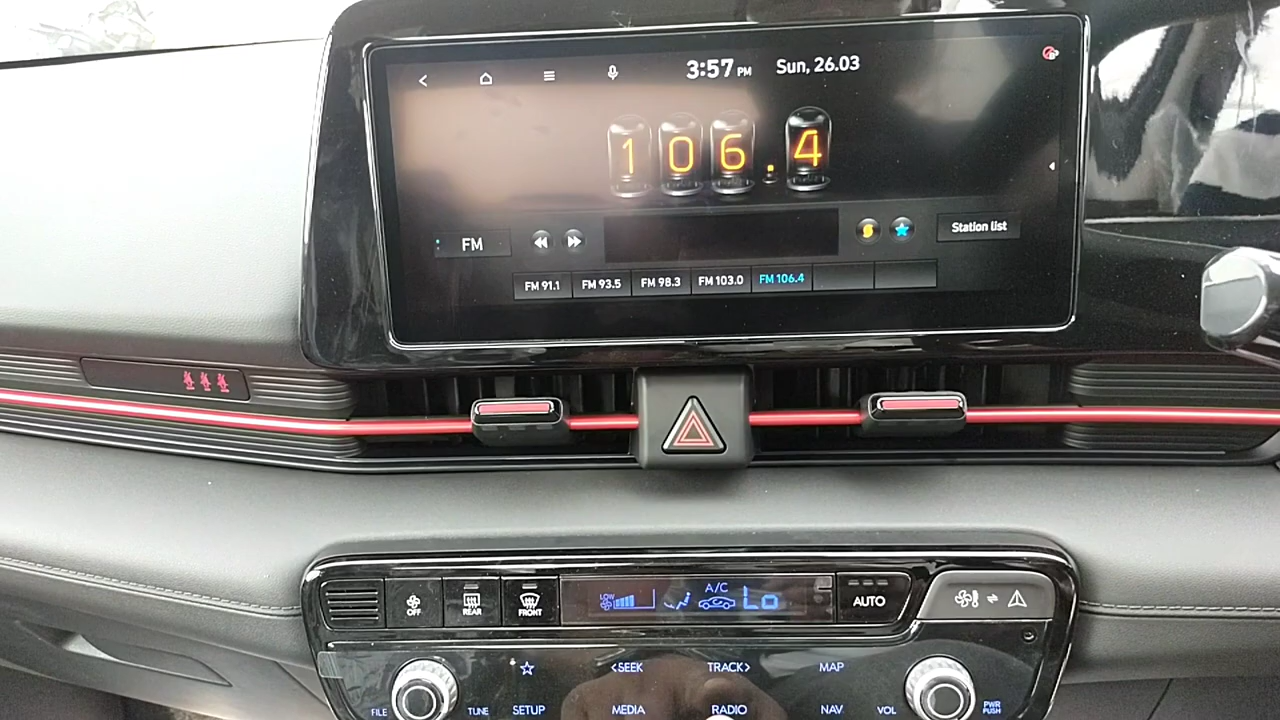 3:57 PM Sun, 26.03
106.4
FM Station list
FM 91.1 FM 93.5 FM 98.3 FM 103.0 FM 106.4
OFF REAR FRONT LOW A/C Lo AUTO
<SEEK TRACK> MAP
FILE TUNE SETUP MEDIA RADIO NAV VOL PWR PUSH